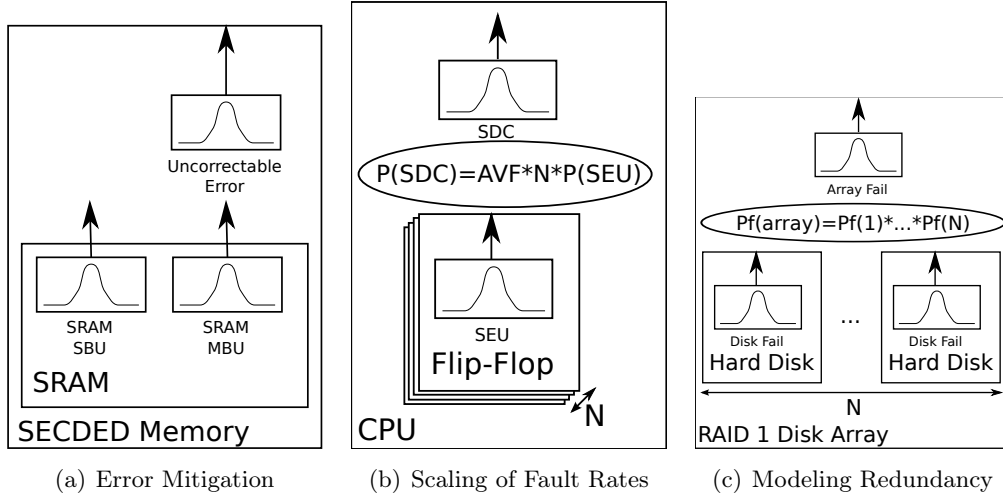 Uncorrectable
Error
SRAM
SBU
SRAM
MBU
SRAM
SECDED Memory
(a) Error Mitigation
SDC
P(SDC)=AVF*N*P(SEU)
SEU
Flip-Flop
N
CPU
(b) Scaling of Fault Rates
Array Fail
Pf(array)=Pf(1)*...*Pf(N)
Disk Fail
Hard Disk
...
Disk Fail
Hard Disk
N
RAID 1 Disk Array
(c) Modeling Redundancy